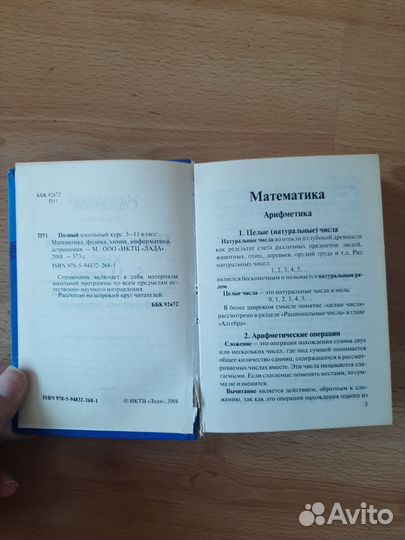 ББК 92я72
П51
П51. Полный школьный курс. 5—11 класс:
Математика, физика, химия, информатика,
астрономия. — М.: ООО «ИКТЦ «ЛАДА»,
2008. — 573 с.
ISBN 978-5-94832-268-1
Справочник включает в себя материалы
школьной программы по всем предметам ес-
тественно-научного направления.
Рассчитан на широкий круг читателей.
ББК 92я72
ISBN 978-5-94832-268-1
© ИКТЦ «Лада», 2008
Математика
Арифметика
1. Целые (натуральные) числа
Натуральные числа возникли в глубокой древности
как результат счета различных предметов: людей,
животных, птиц, деревьев, орудий труда и т.д. Ряд
натуральных чисел:
1, 2, 3, 4, 5, ...
является бесконечным и называется натуральным ря-
дом.
Целые числа — это натуральные числа и ноль:
0, 1, 2, 3, 4, 5, ...
В более широком смысле понятие «целые числа»
рассмотрено в разделе «Рациональные числа» в главе
«Алгебра».
2. Арифметические операции
Сложение — это операция нахождения суммы двух
или нескольких чисел, где под суммой понимается
общее количество единиц, содержащихся в рассмат-
риваемых числах вместе. Эти числа называются сла-
гаемыми. Если слагаемые поменять местами, то сум-
ма не изменится.
Вычитание является действием, обратным к сло-
жению, так как это операция нахождения одного из
3
Avito